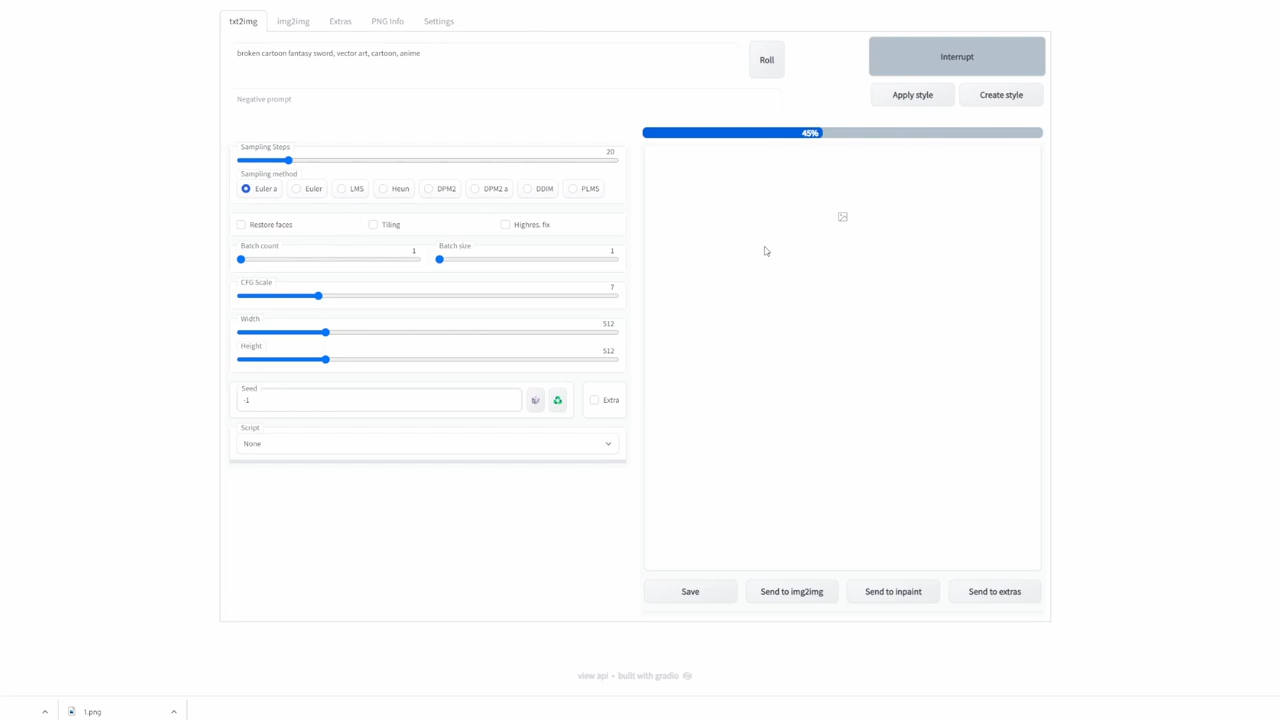 txt2img img2img Extras PNG Info Settings
broken cartoon fantasy sword, vector art, cartoon, anime
Roll
Interrupt
Negative prompt
Apply style Create style
45%
Sampling Steps
20
Sampling method
Euler a Euler LMS Heun DPM2 DPM2 a DDIM PLMS
Restore faces Tiling Highres. fix
Batch count 1 Batch size 1
CFG Scale 7
Width 512
Height 512
Seed
-1
Extra
Script
None
Save Send to img2img Send to inpaint Send to extras
view api • built with gradio
1.png